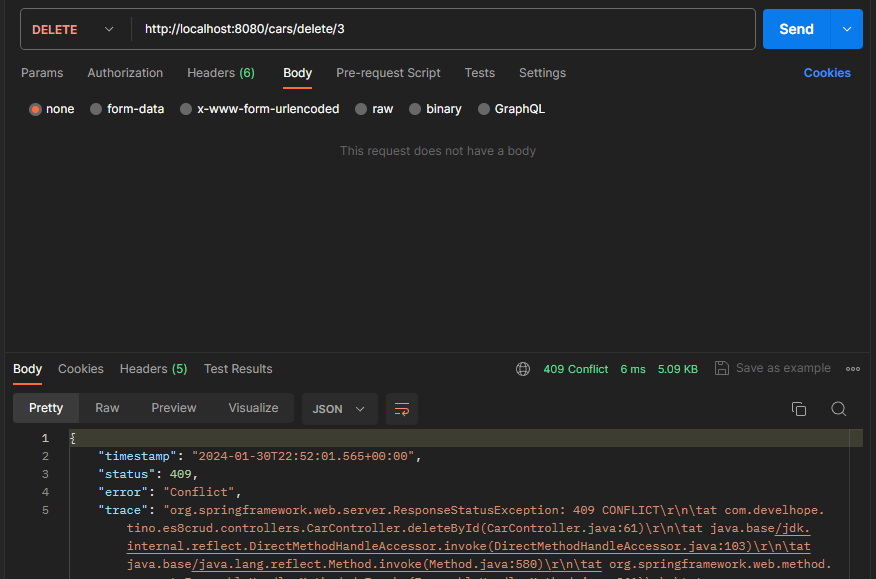 DELETE http://localhost:8080/cars/delete/3 Send
Params Authorization Headers (6) Body Pre-request Script Tests Settings Cookies
none form-data x-www-form-urlencoded raw binary GraphQL
This request does not have a body
Body Cookies Headers (5) Test Results 409 Conflict 6 ms 5.09 KB Save as example
Pretty Raw Preview Visualize JSON
1 {
2 "timestamp": "2024-01-30T22:52:01.565+00:00",
3 "status": 409,
4 "error": "Conflict",
5 "trace": "org.springframework.web.server.ResponseStatusException: 409 CONFLICT\r\n\tat com.develhope.
tino.es8crud.controllers.CarController.deleteById(CarController.java:61)\r\n\tat java.base/jdk.
internal.reflect.DirectMethodHandleAccessor.invoke(DirectMethodHandleAccessor.java:103)\r\n\tat
java.base/java.lang.reflect.Method.invoke(Method.java:580)\r\n\tat org.springframework.web.method.